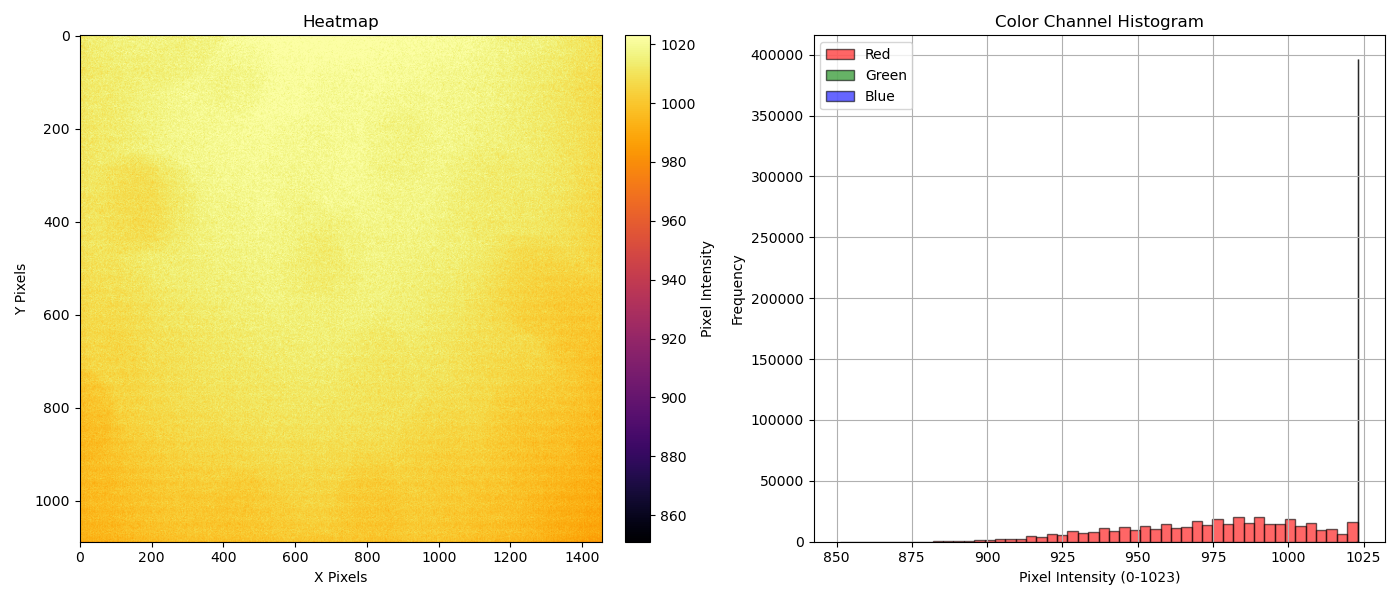 Heatmap
0
200
400
600
800
1000
Y Pixels
0 200 400 600 800 1000 1200 1400
X Pixels
1020
1000
980
960
940
920
900
880
860
Pixel Intensity
Color Channel Histogram
Red
Green
Blue
400000
350000
300000
250000
200000
150000
100000
50000
0
Frequency
850 875 900 925 950 975 1000 1025
Pixel Intensity (0-1023)